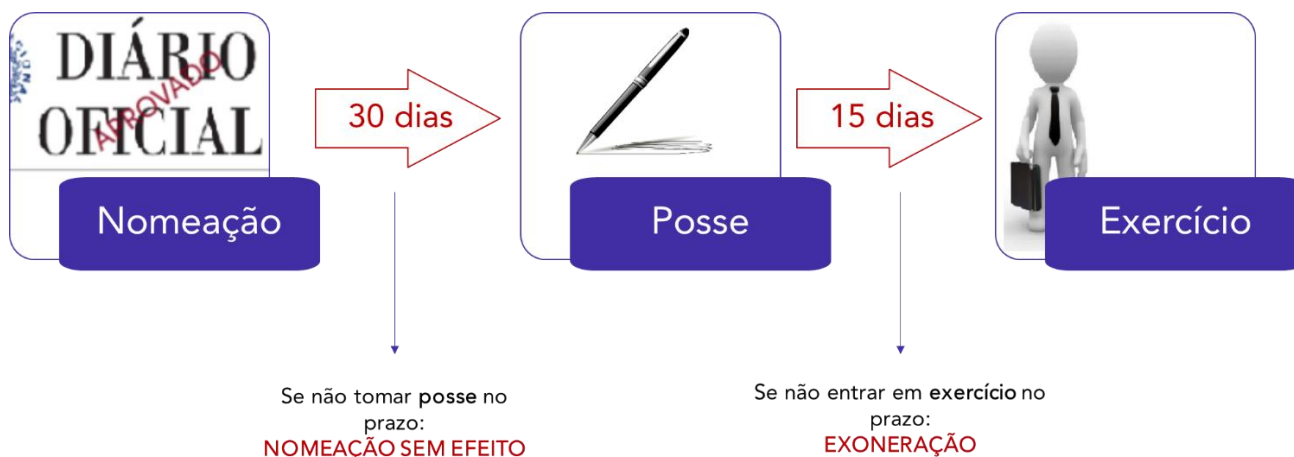 DIÁRIO
OFICIAL
APROVADO
30 dias
15 dias
Nomeação
Posse
Exercício
Se não tomar posse no
prazo:
NOMEAÇÃO SEM EFEITO
Se não entrar em exercício no
prazo:
EXONERAÇÃO